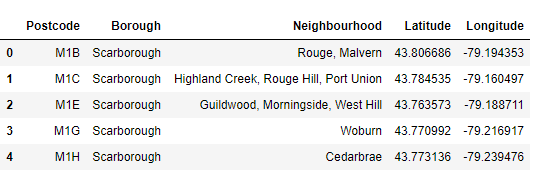 Postcode Borough Neighbourhood Latitude Longitude
0 M1B Scarborough Rouge, Malvern 43.806686 -79.194353
1 M1C Scarborough Highland Creek, Rouge Hill, Port Union 43.784535 -79.160497
2 M1E Scarborough Guildwood, Morningside, West Hill 43.763573 -79.188711
3 M1G Scarborough Woburn 43.770992 -79.216917
4 M1H Scarborough Cedarbrae 43.773136 -79.239476